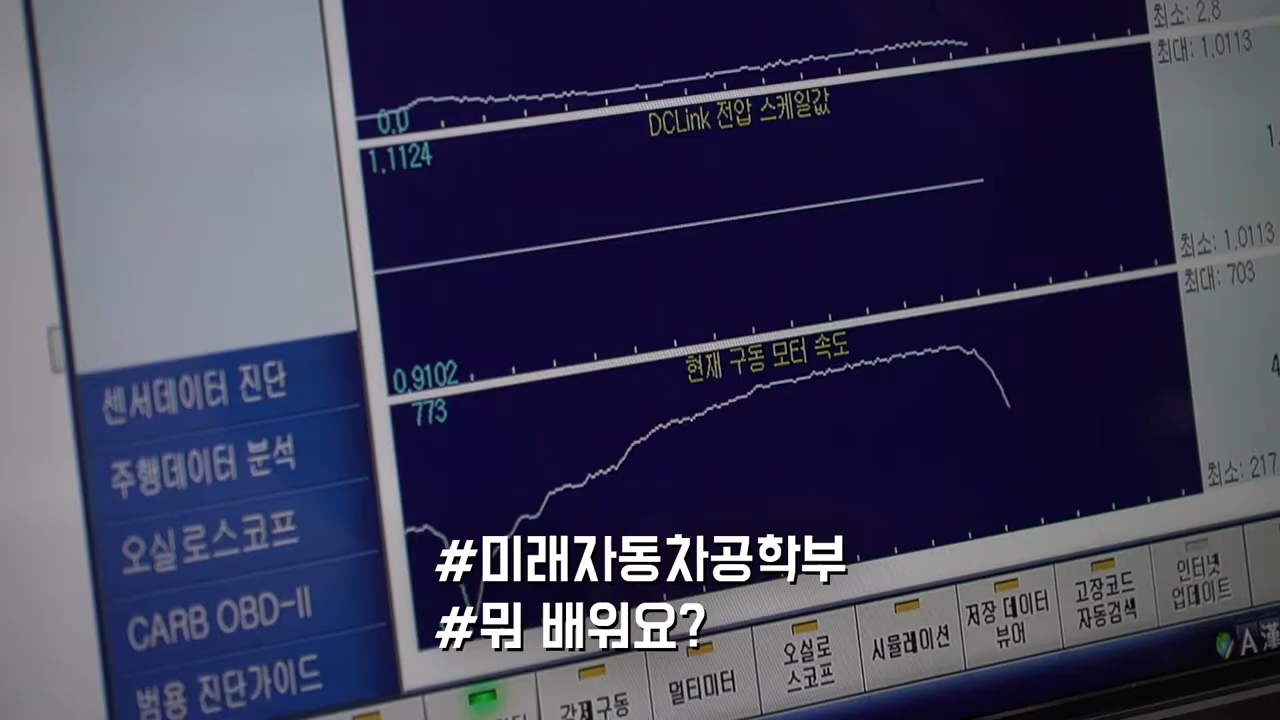 최소: 2.8
최대: 1.0113
0.0
DCLink 전압 스케일값
1.1124
최소: 1.0113
최대: 703
0.9102
현재 구동 모터 속도
773
최소: 217
센서데이터 진단
주행데이터 분석
오실로스코프
CARB OBD-II
범용 진단가이드
#미래자동차공학부
#뭐 배워요?
강제구동
멀티미터
오실로
스코프
시뮬레이션
저장 데이터
뷰어
고장코드
자동검색
인터넷
업데이트
A 漢